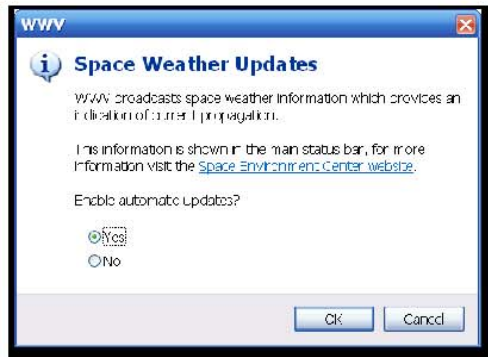 WWV
Space Weather Updates
WWV broadcasts space weather information which provides an
indication of current propagation.
This information is shown in the main status bar, for more
information visit the Space Environment Center website.
Enable automatic updates?
Yes
No
OK
Cancel